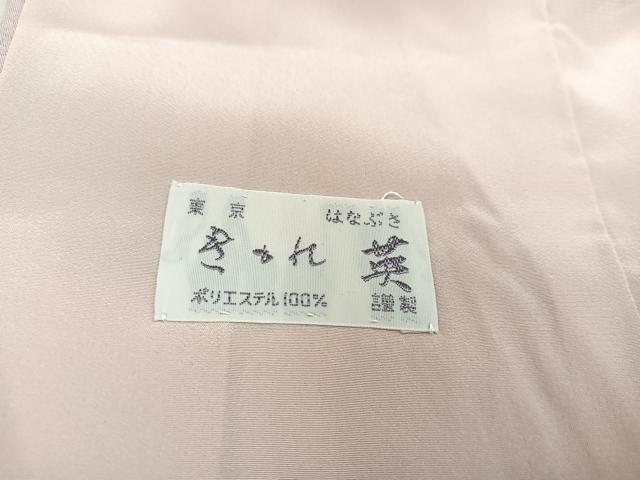 東京 はなぶさ
きもの 英
ポリエステル100% 謹製